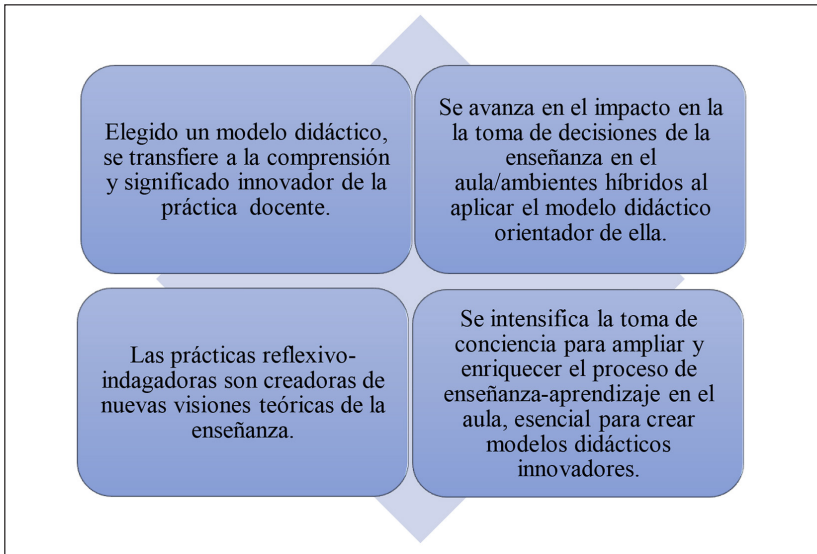 Elegido un modelo didáctico,
se transfiere a la comprensión
y significado innovador de la
práctica docente.
Se avanza en el impacto en la
la toma de decisiones de la
enseñanza en el
aula/ambientes híbridos al
aplicar el modelo didáctico
orientador de ella.
Las prácticas reflexivo-
indagadoras son creadoras de
nuevas visiones teóricas de la
enseñanza.
Se intensifica la toma de
conciencia para ampliar y
enriquecer el proceso de
enseñanza-aprendizaje en el
aula, esencial para crear
modelos didácticos
innovadores.